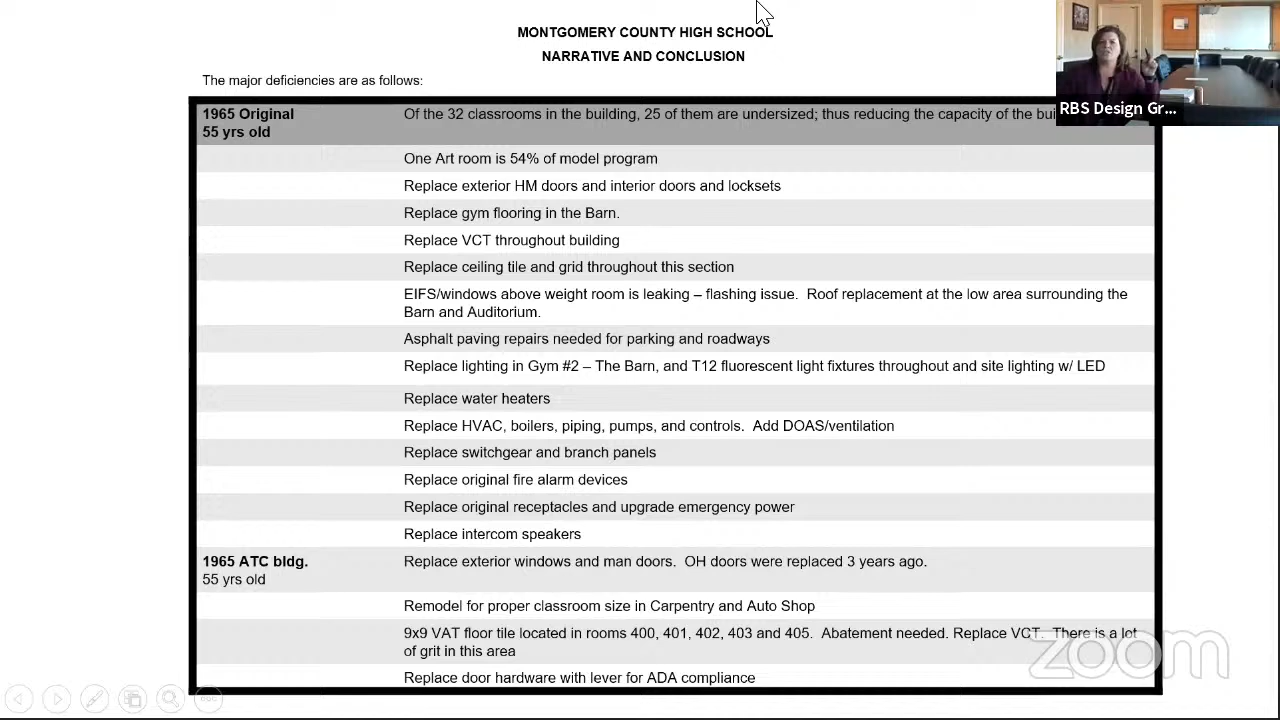 MONTGOMERY COUNTY HIGH SCHOOL
NARRATIVE AND CONCLUSION
The major deficiencies are as follows:
RBS Design Gr...
1965 Original
55 yrs old
Of the 32 classrooms in the building, 25 of them are undersized; thus reducing the capacity of the
One Art room is 54% of model program
Replace exterior HM doors and interior doors and locksets
Replace gym flooring in the Barn.
Replace VCT throughout building
Replace ceiling tile and grid throughout this section
EIFS/windows above weight room is leaking – flashing issue.  Roof replacement at the low area surrounding the
Barn and Auditorium.
Asphalt paving repairs needed for parking and roadways
Replace lighting in Gym #2 – The Barn, and T12 fluorescent light fixtures throughout and site lighting w/ LED
Replace water heaters
Replace HVAC, boilers, piping, pumps, and controls.  Add DOAS/ventilation
Replace switchgear and branch panels
Replace original fire alarm devices
Replace original receptacles and upgrade emergency power
Replace intercom speakers
1965 ATC bldg.
55 yrs old
Replace exterior windows and man doors.  OH doors were replaced 3 years ago.
Remodel for proper classroom size in Carpentry and Auto Shop
9x9 VAT floor tile located in rooms 400, 401, 402, 403 and 405.  Abatement needed. Replace VCT.  There is a lot
of grit in this area
Replace door hardware with lever for ADA compliance
zoom